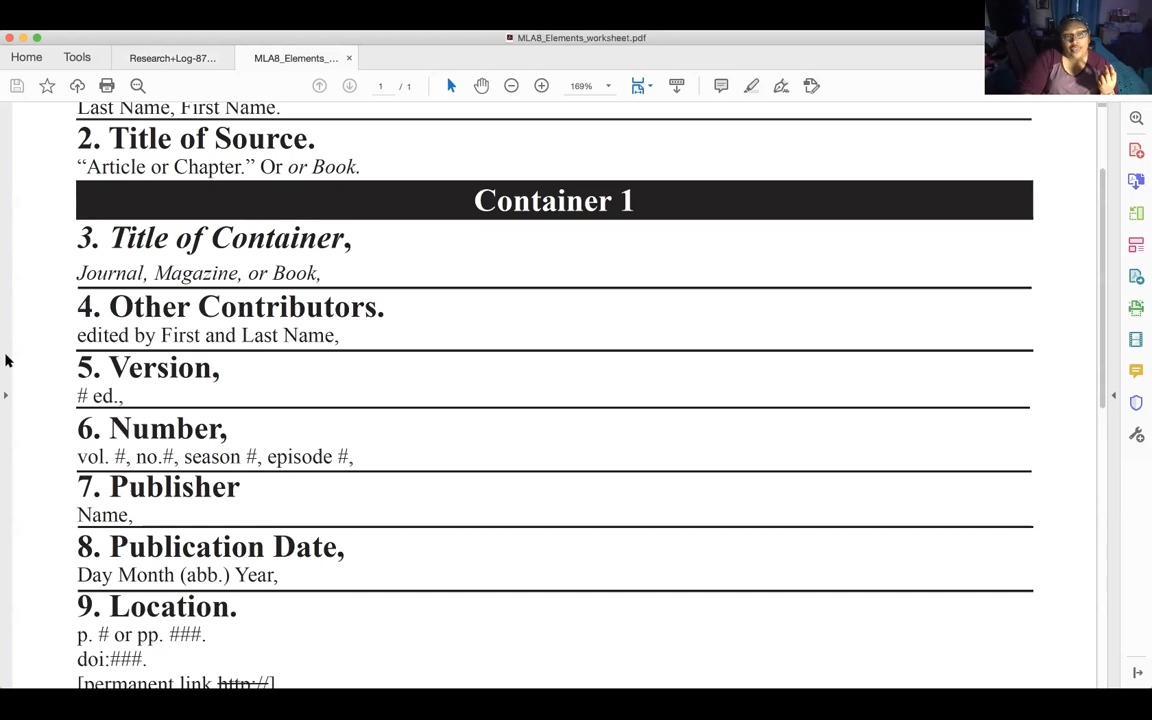 MLA8_Elements_worksheet.pdf
Home Tools Research+Log-87... MLA8_Elements_... ×
1 / 1 169%
Last Name, First Name.
2. Title of Source.
“Article or Chapter.” Or or Book.
Container 1
3. Title of Container,
Journal, Magazine, or Book,
4. Other Contributors.
edited by First and Last Name,
5. Version,
# ed.,
6. Number,
vol. #, no.#, season #, episode #,
7. Publisher
Name,
8. Publication Date,
Day Month (abb.) Year,
9. Location.
p. # or pp. ###.
doi:###.
[permanent link http://]